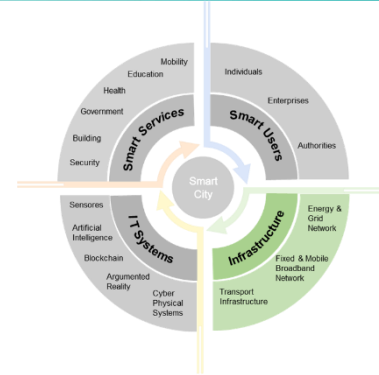 Mobility
Education
Health
Government
Building
Security
Smart Services
Individuals
Enterprises
Authorities
Smart Users
Smart
City
Sensores
Artificial
Intelligence
Blockchain
Argumented
Reality
Cyber
Physical
Systems
IT Systems
Energy &
Grid
Network
Fixed & Mobile
Broadband
Network
Transport
Infrastructure
Infrastructure